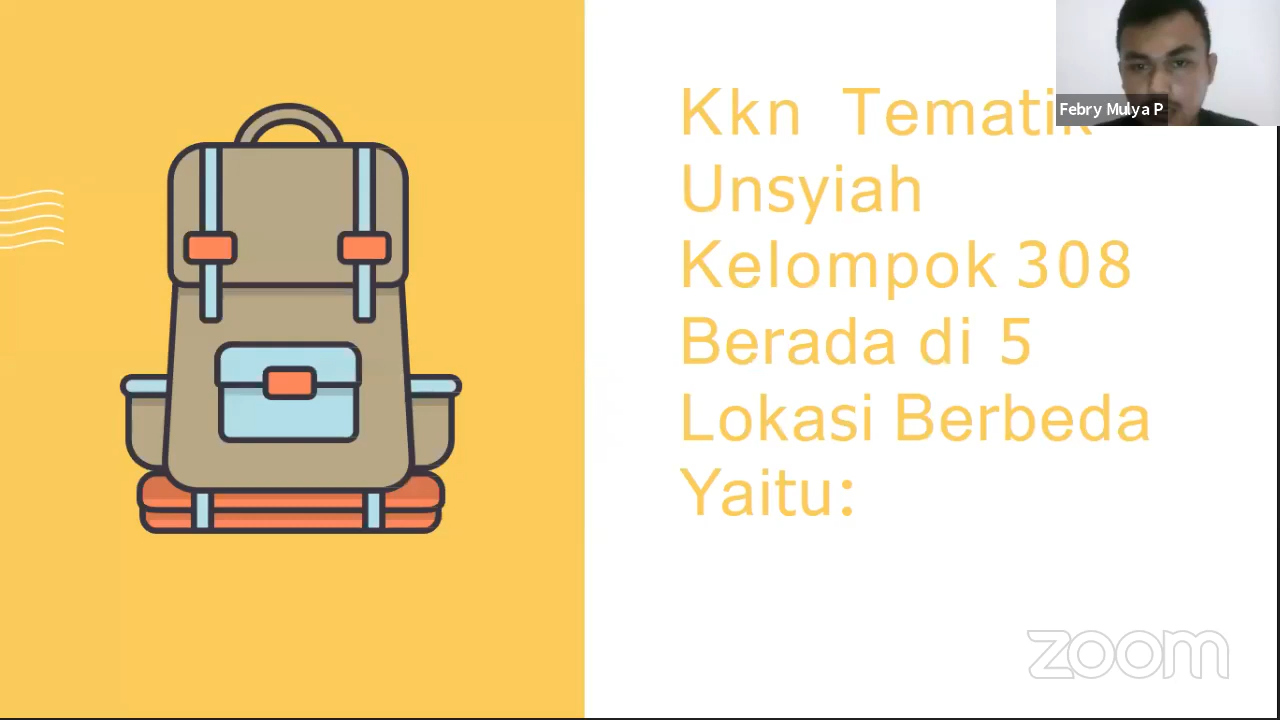 Kkn Tematik
Unsyiah
Kelompok 308
Berada di 5
Lokasi Berbeda
Yaitu:
Febry Mulya P
zoom